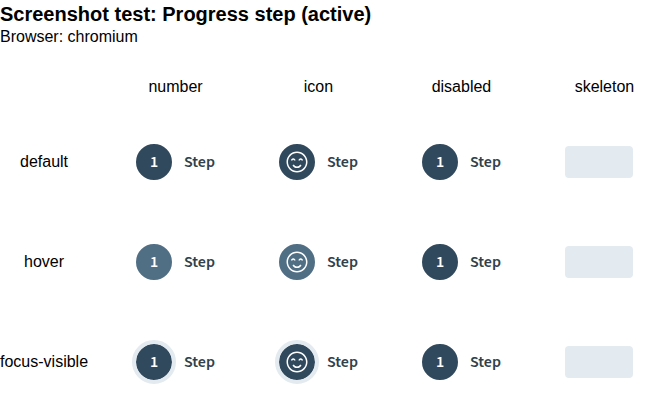 Screenshot test: Progress step (active)
Browser: chromium
number icon disabled skeleton
default 1 Step Step 1 Step
hover 1 Step Step 1 Step
focus-visible 1 Step Step 1 Step